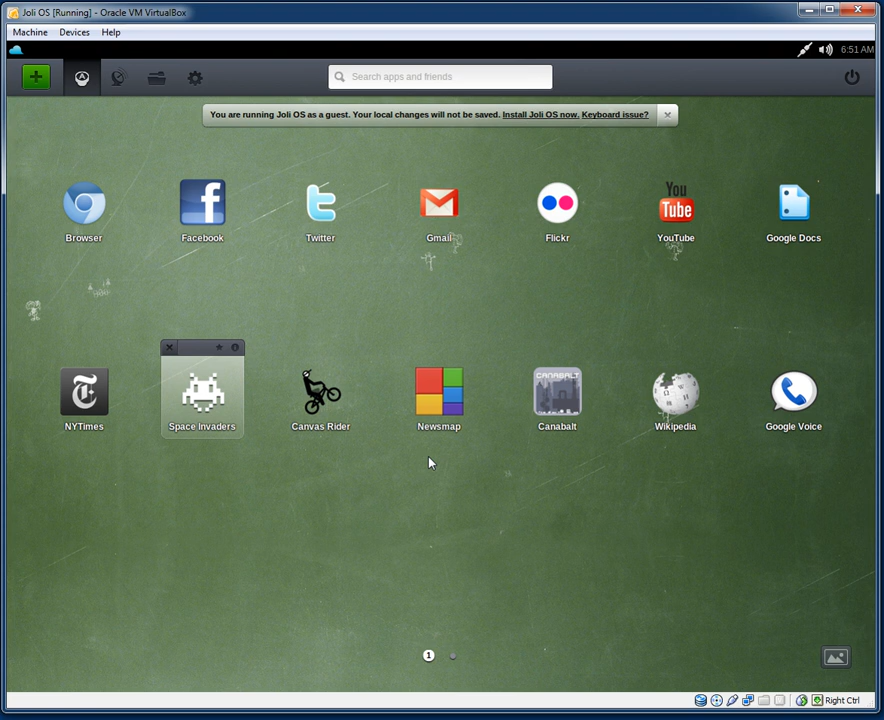 Joli OS [Running] - Oracle VM VirtualBox
Machine Devices Help
6:51 AM
Search apps and friends
You are running Joli OS as a guest. Your local changes will not be saved. Install Joli OS now. Keyboard issue?
f
t
You
Tube
Browser
Facebook
Twitter
Gmail
Flickr
YouTube
Google Docs
T
CANABALT
W
NYTimes
Space Invaders
Canvas Rider
Newsmap
Canabalt
Wikipedia
Google Voice
1
Right Ctrl